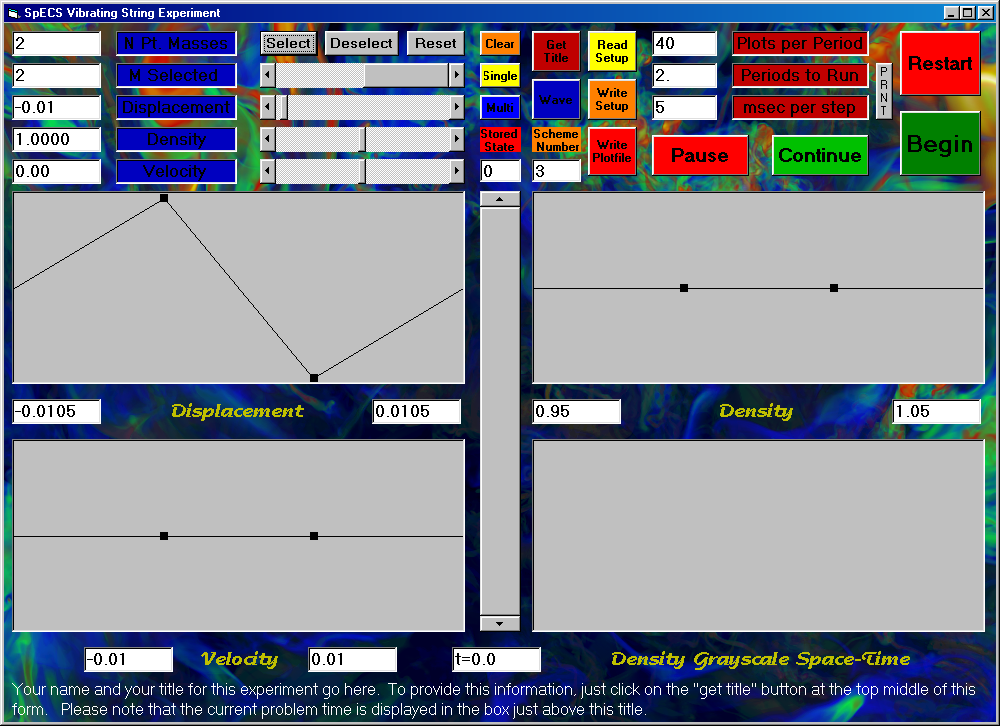 SpECS Vibrating String Experiment
2 N Pt. Masses Select Deselect Reset Clear Get Title Read Setup 40 Plots per Period Restart
2 M Selected Single 2. Periods to Run PRNT
-0.01 Displacement Multi Wave Write Setup 5 msec per step
1.0000 Density Stored State Scheme Number Write Plotfile Pause Continue Begin
0.00 Velocity 0 3
-0.0105 Displacement 0.0105 0.95 Density 1.05
-0.01 Velocity 0.01 t=0.0 Density Grayscale Space-Time
Your name and your title for this experiment go here.  To provide this information, just click on the "get title" button at the top middle of this
form.   Please note that the current problem time is displayed in the box just above this title.